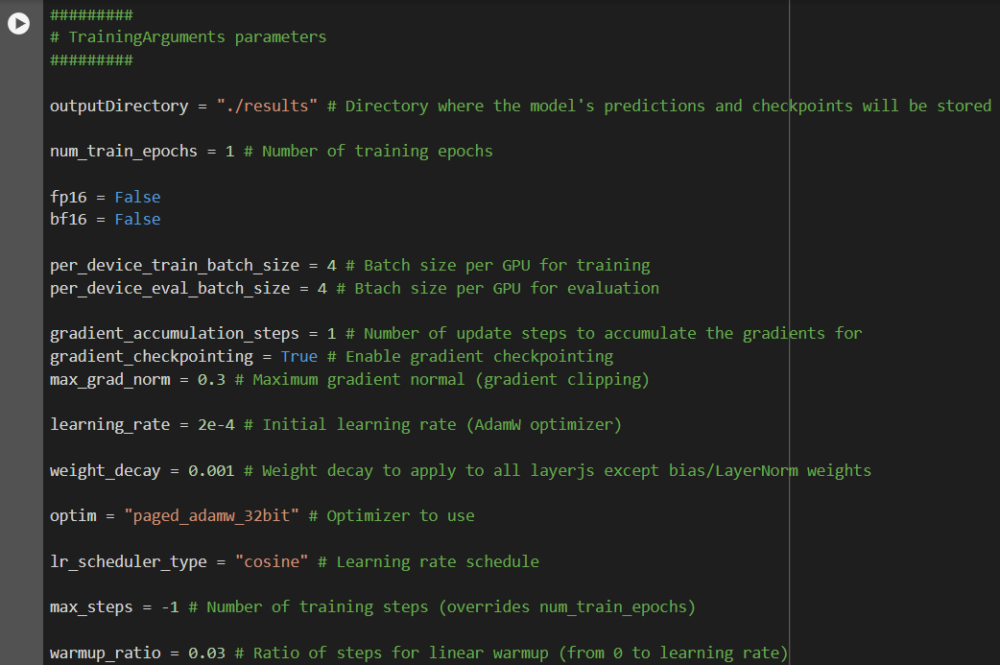 #########
# TrainingArguments parameters
#########
outputDirectory = "./results" # Directory where the model's predictions and checkpoints will be stored
num_train_epochs = 1 # Number of training epochs
fp16 = False
bf16 = False
per_device_train_batch_size = 4 # Batch size per GPU for training
per_device_eval_batch_size = 4 # Btach size per GPU for evaluation
gradient_accumulation_steps = 1 # Number of update steps to accumulate the gradients for
gradient_checkpointing = True # Enable gradient checkpointing
max_grad_norm = 0.3 # Maximum gradient normal (gradient clipping)
learning_rate = 2e-4 # Initial learning rate (AdamW optimizer)
weight_decay = 0.001 # Weight decay to apply to all layerjs except bias/LayerNorm weights
optim = "paged_adamw_32bit" # Optimizer to use
lr_scheduler_type = "cosine" # Learning rate schedule
max_steps = -1 # Number of training steps (overrides num_train_epochs)
warmup_ratio = 0.03 # Ratio of steps for linear warmup (from 0 to learning rate)